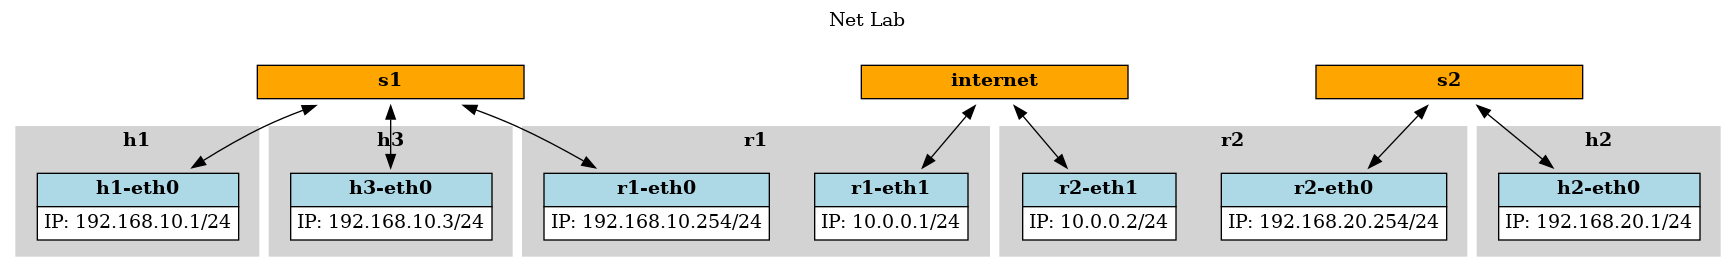 Net Lab
s1
internet
s2
h1
h3
r1
r2
h2
h1-eth0
IP: 192.168.10.1/24
h3-eth0
IP: 192.168.10.3/24
r1-eth0
IP: 192.168.10.254/24
r1-eth1
IP: 10.0.0.1/24
r2-eth1
IP: 10.0.0.2/24
r2-eth0
IP: 192.168.20.254/24
h2-eth0
IP: 192.168.20.1/24